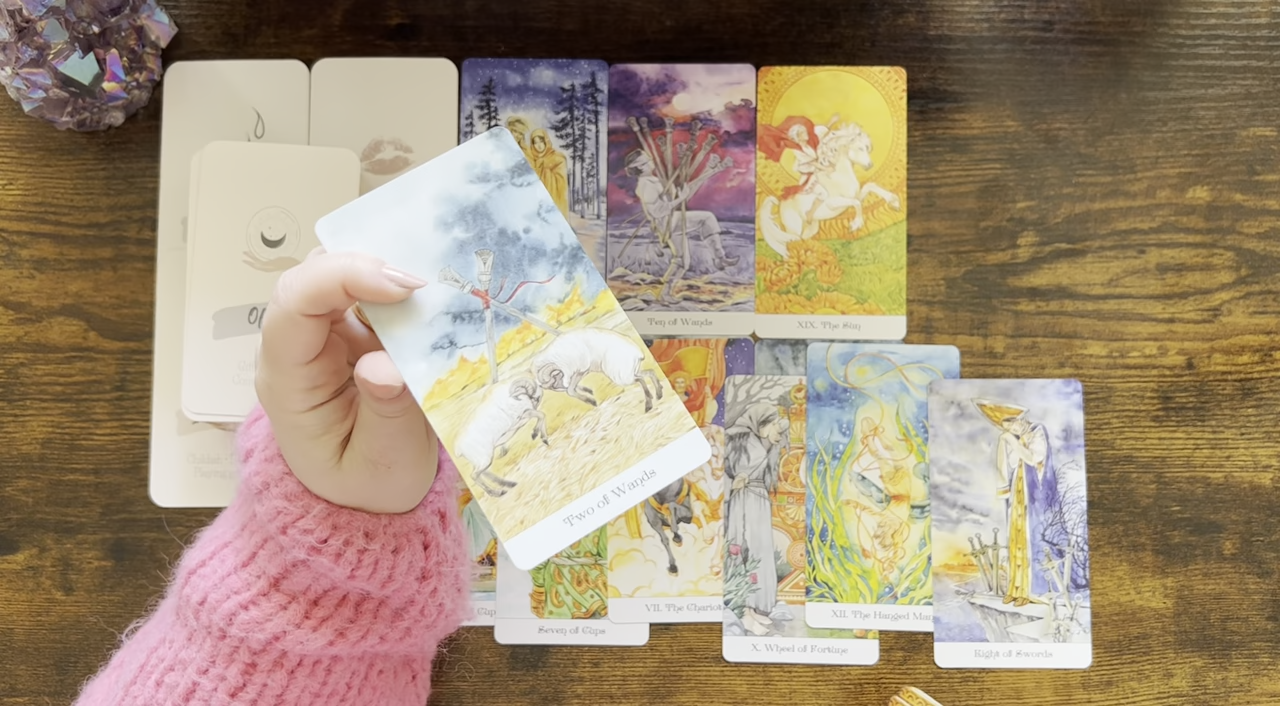 Ten of Wands
XIX. The Sun
Two of Wands
Seven of Cups
VII. The Chariot
X. Wheel of Fortune
XII. The Hanged Man
Eight of Swords